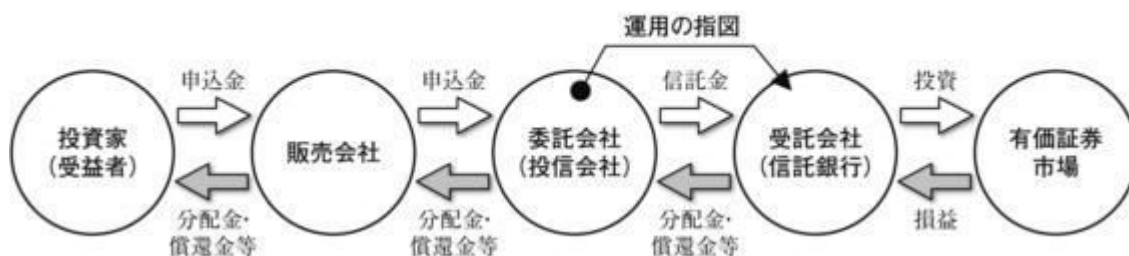 運用の指図
申込金
申込金
信託金
投資
投資家
（受益者）
販売会社
委託会社
（投信会社）
受託会社
（信託銀行）
有価証券
市場
分配金・
償還金等
分配金・
償還金等
分配金・
償還金等
損益